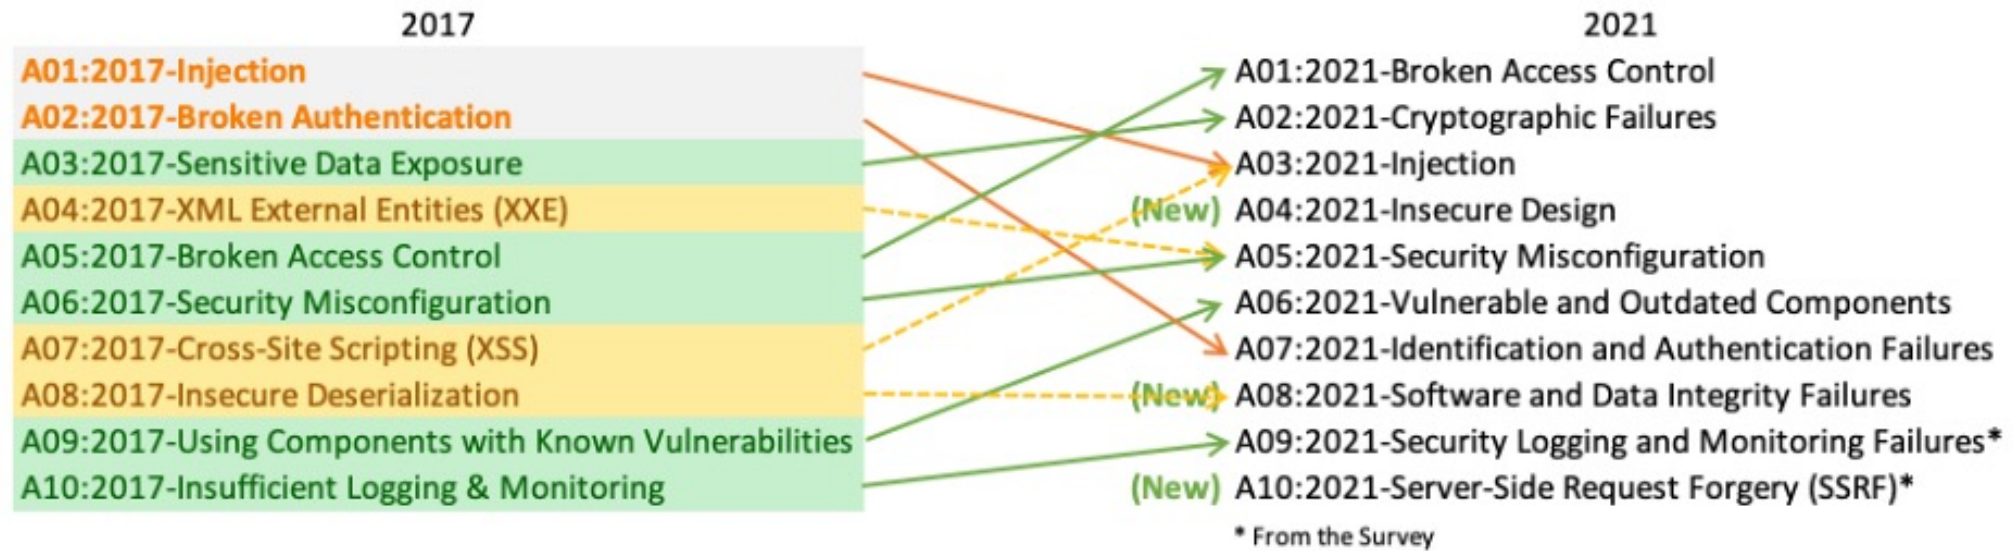 2017
2021
A01:2017-Injection
A02:2017-Broken Authentication
A03:2017-Sensitive Data Exposure
A04:2017-XML External Entities (XXE)
A05:2017-Broken Access Control
A06:2017-Security Misconfiguration
A07:2017-Cross-Site Scripting (XSS)
A08:2017-Insecure Deserialization
A09:2017-Using Components with Known Vulnerabilities
A10:2017-Insufficient Logging & Monitoring
A01:2021-Broken Access Control
A02:2021-Cryptographic Failures
A03:2021-Injection
(New) A04:2021-Insecure Design
A05:2021-Security Misconfiguration
A06:2021-Vulnerable and Outdated Components
A07:2021-Identification and Authentication Failures
(New) A08:2021-Software and Data Integrity Failures
A09:2021-Security Logging and Monitoring Failures*
(New) A10:2021-Server-Side Request Forgery (SSRF)*
* From the Survey